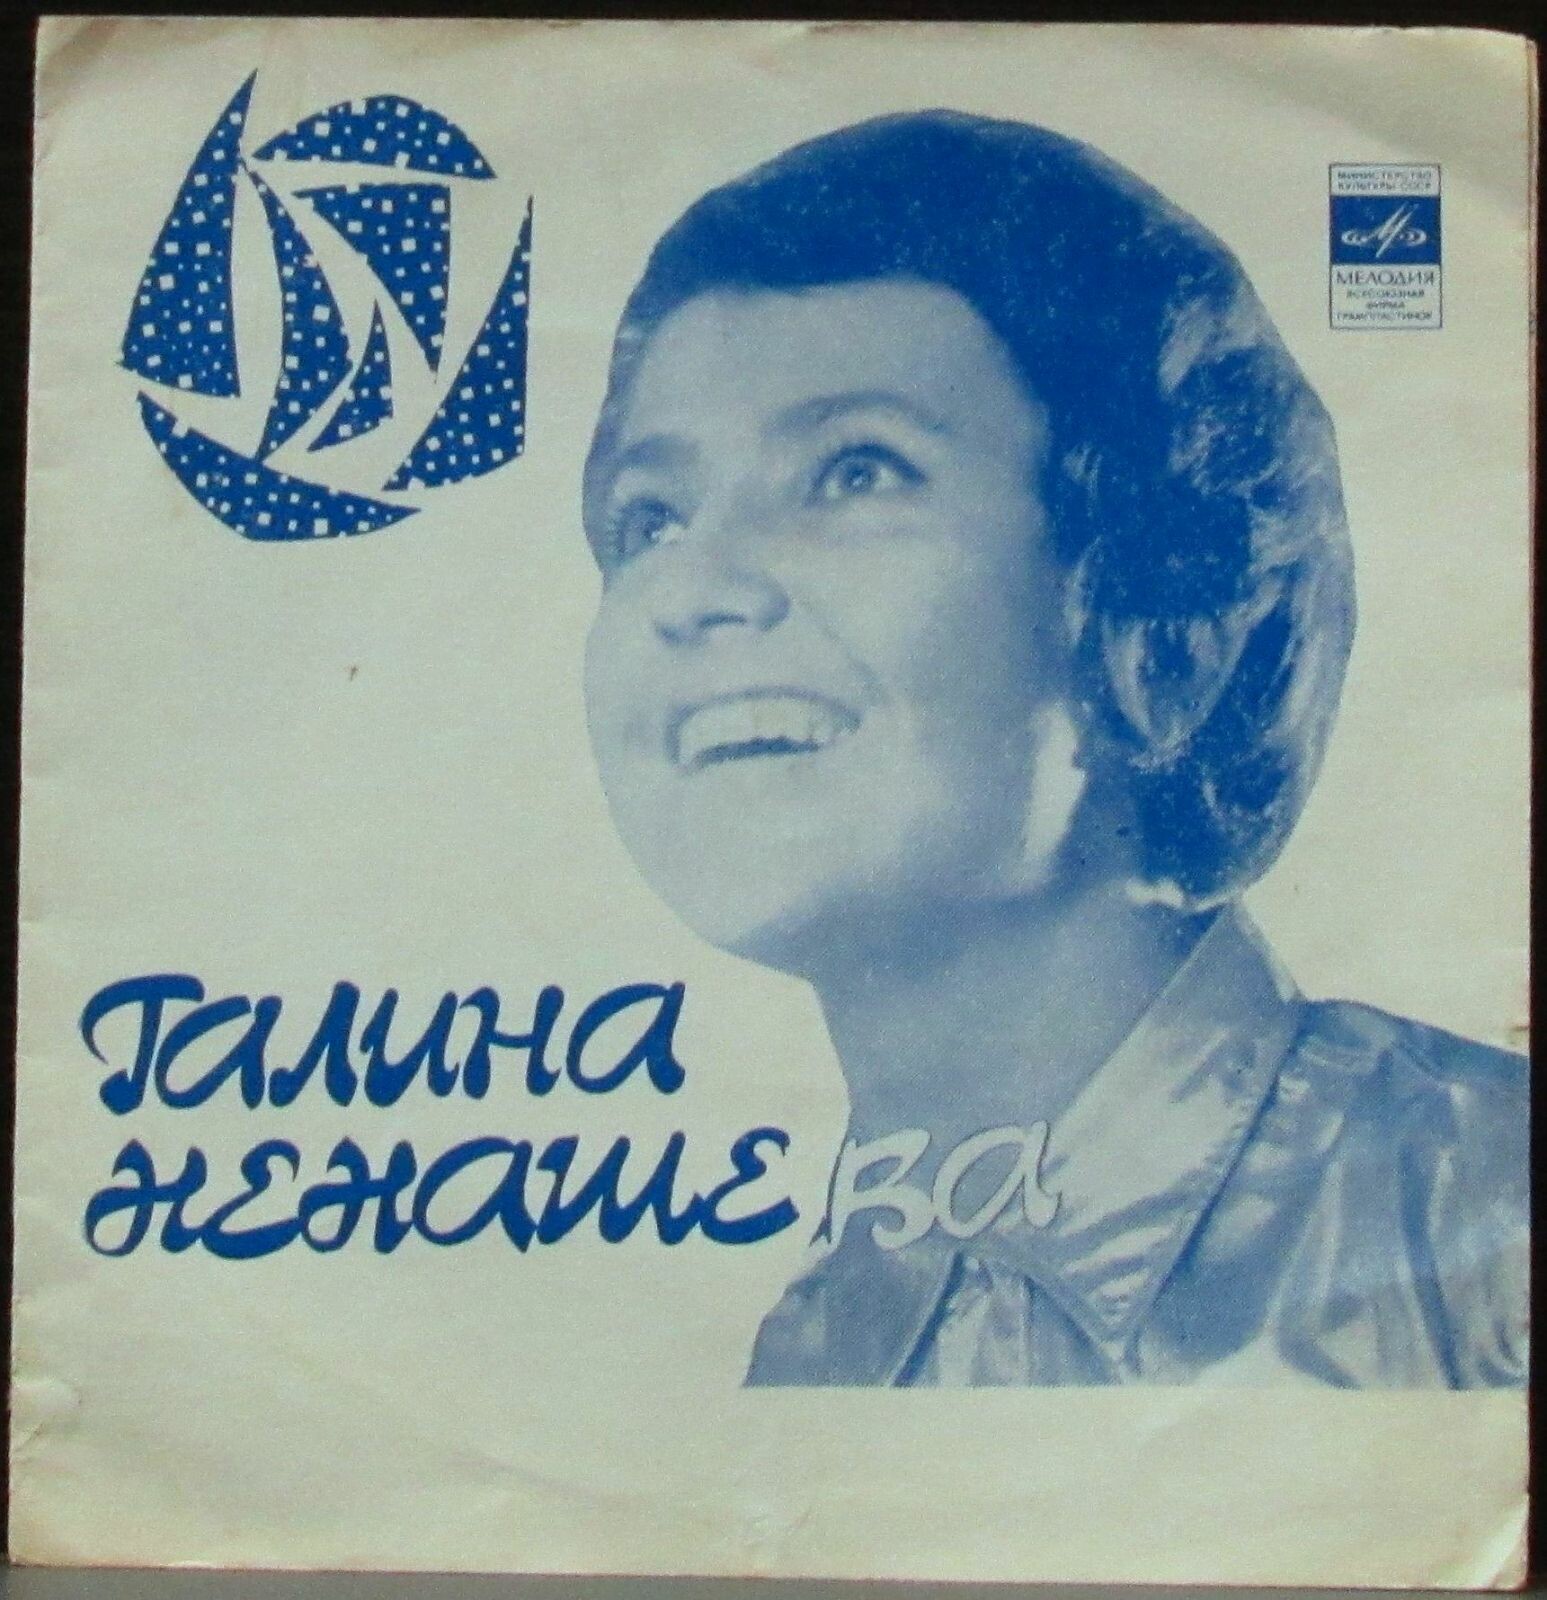 МИНИСТЕРСТВО
КУЛЬТУРЫ СССР
МЕЛОДИЯ
ВСЕСОЮЗНАЯ
ФИРМА
ГРАМПЛАСТИНОК
Галина
Ненашева